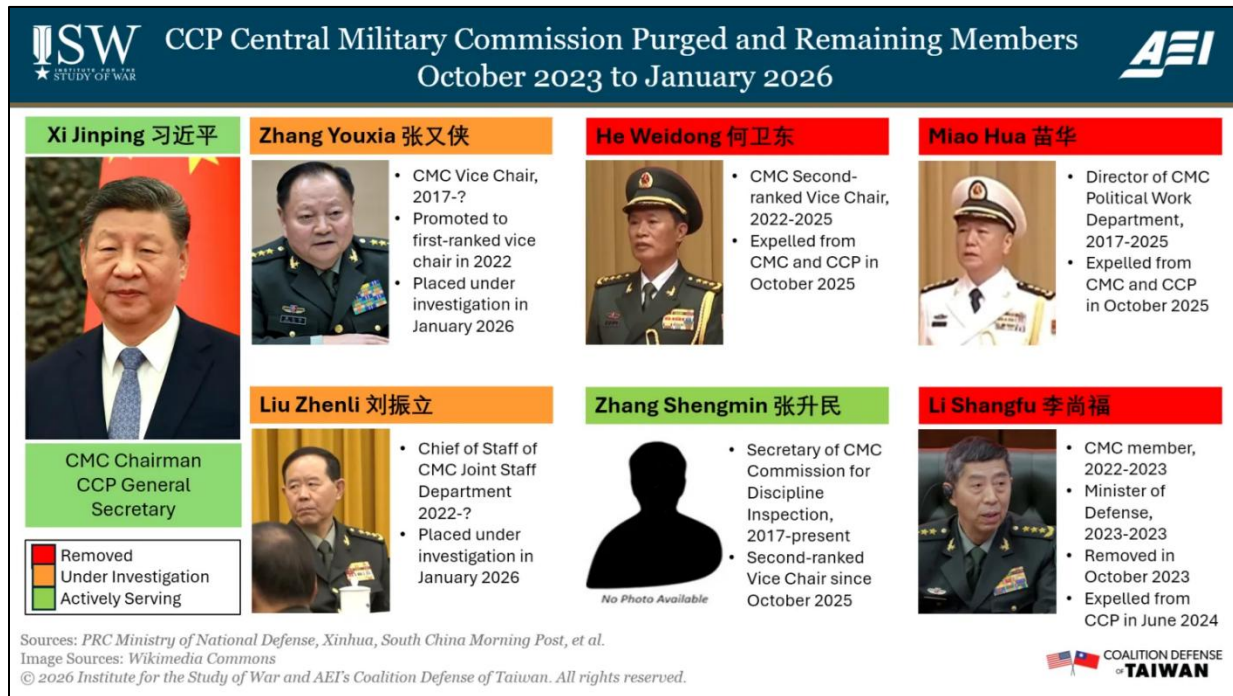 ISW
INSTITUTE FOR THE
STUDY OF WAR
CCP Central Military Commission Purged and Remaining Members
October 2023 to January 2026
AEI
Xi Jinping 习近平
CMC Chairman
CCP General
Secretary
Removed
Under Investigation
Actively Serving
Zhang Youxia 张又侠
• CMC Vice Chair,
2017-?
• Promoted to
first-ranked vice
chair in 2022
• Placed under
investigation in
January 2026
He Weidong 何卫东
• CMC Second-
ranked Vice Chair,
2022-2025
• Expelled from
CMC and CCP in
October 2025
Miao Hua 苗华
• Director of CMC
Political Work
Department,
2017-2025
• Expelled from
CMC and CCP
in October 2025
Liu Zhenli 刘振立
• Chief of Staff of
CMC Joint Staff
Department
2022-?
• Placed under
investigation in
January 2026
Zhang Shengmin 张升民
No Photo Available
• Secretary of CMC
Commission for
Discipline
Inspection,
2017-present
• Second-ranked
Vice Chair since
October 2025
Li Shangfu 李尚福
• CMC member,
2022-2023
• Minister of
Defense,
2023-2023
• Removed in
October 2023
• Expelled from
CCP in June 2024
Sources: PRC Ministry of National Defense, Xinhua, South China Morning Post, et al.
Image Sources: Wikimedia Commons
© 2026 Institute for the Study of War and AEI's Coalition Defense of Taiwan. All rights reserved.
COALITION DEFENSE
OF TAIWAN